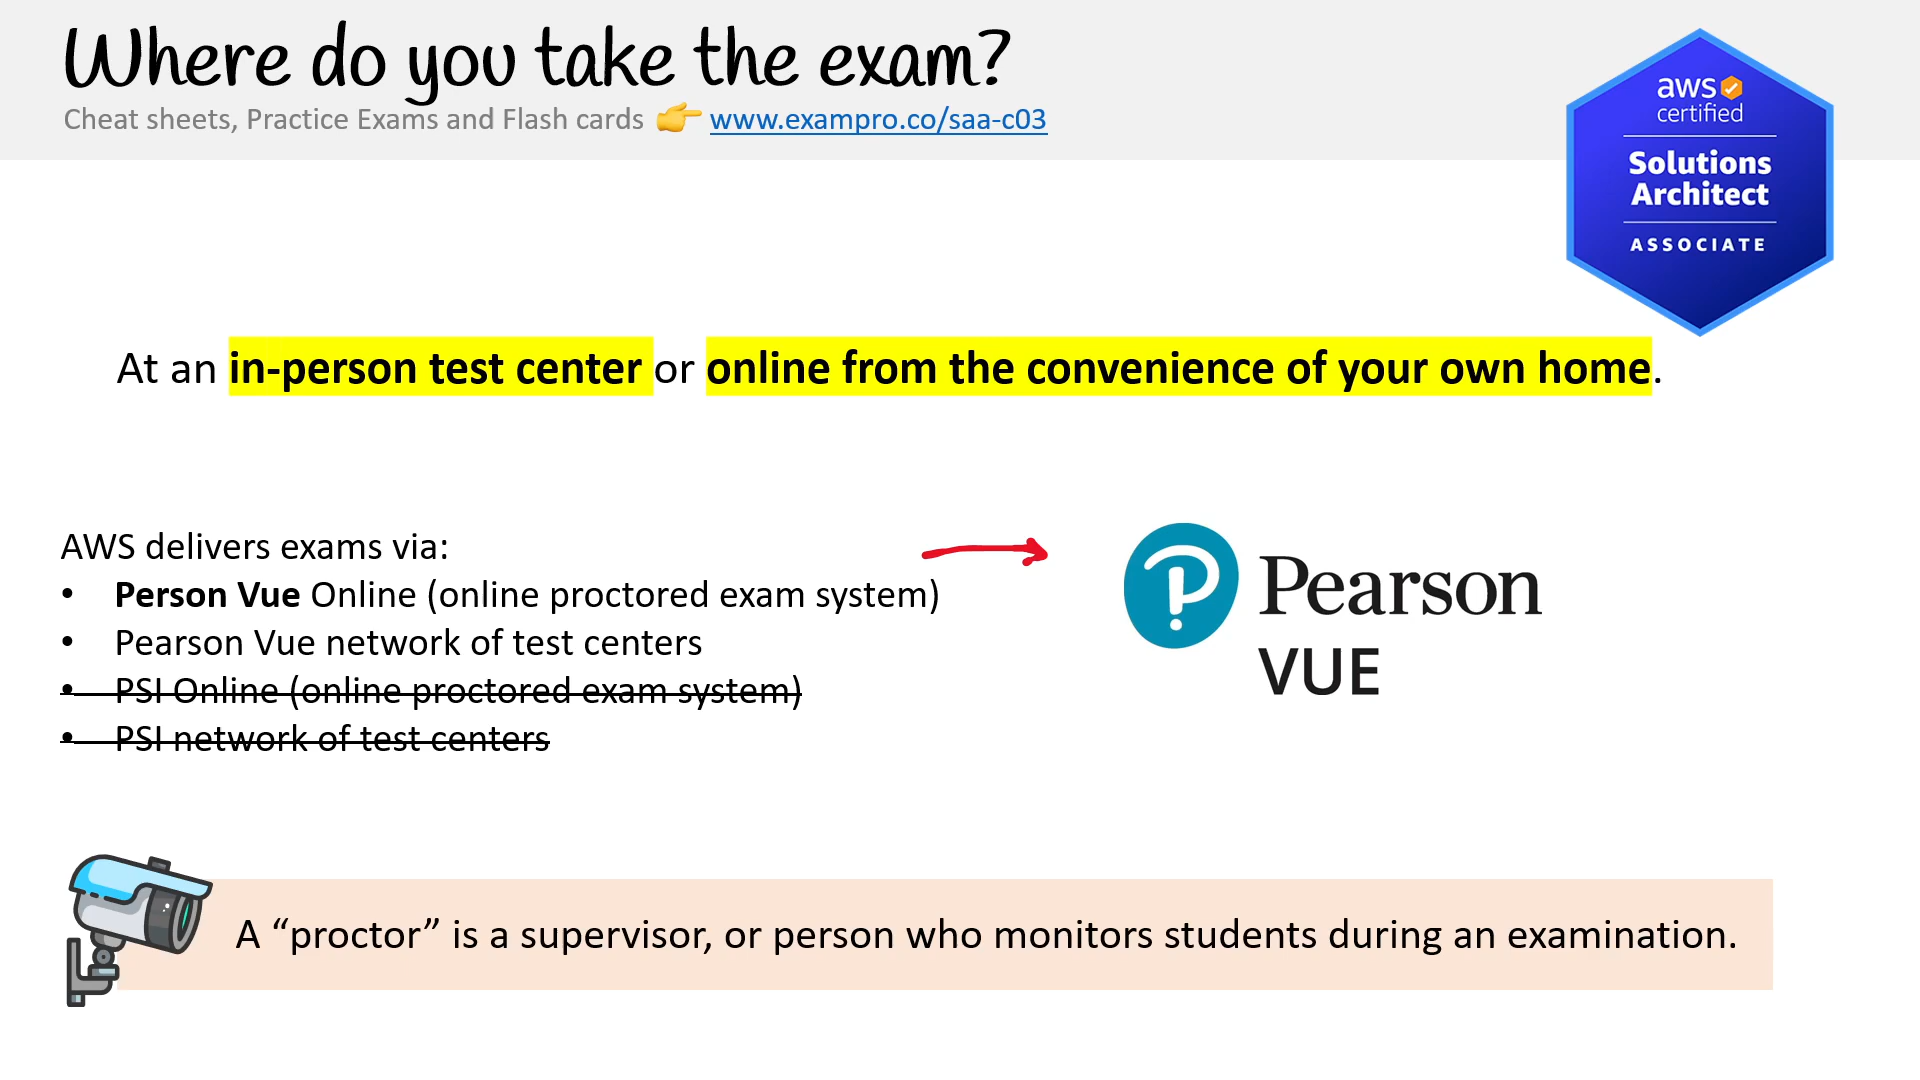 Where do you take the exam?
Cheat sheets, Practice Exams and Flash cards 👉 www.exampro.co/saa-c03
aws
certified
Solutions
Architect
ASSOCIATE
At an in-person test center or online from the convenience of your own home.
AWS delivers exams via:
• Person Vue Online (online proctored exam system)
• Pearson Vue network of test centers
• PSI Online (online proctored exam system)
• PSI network of test centers
Pearson
VUE
A “proctor” is a supervisor, or person who monitors students during an examination.